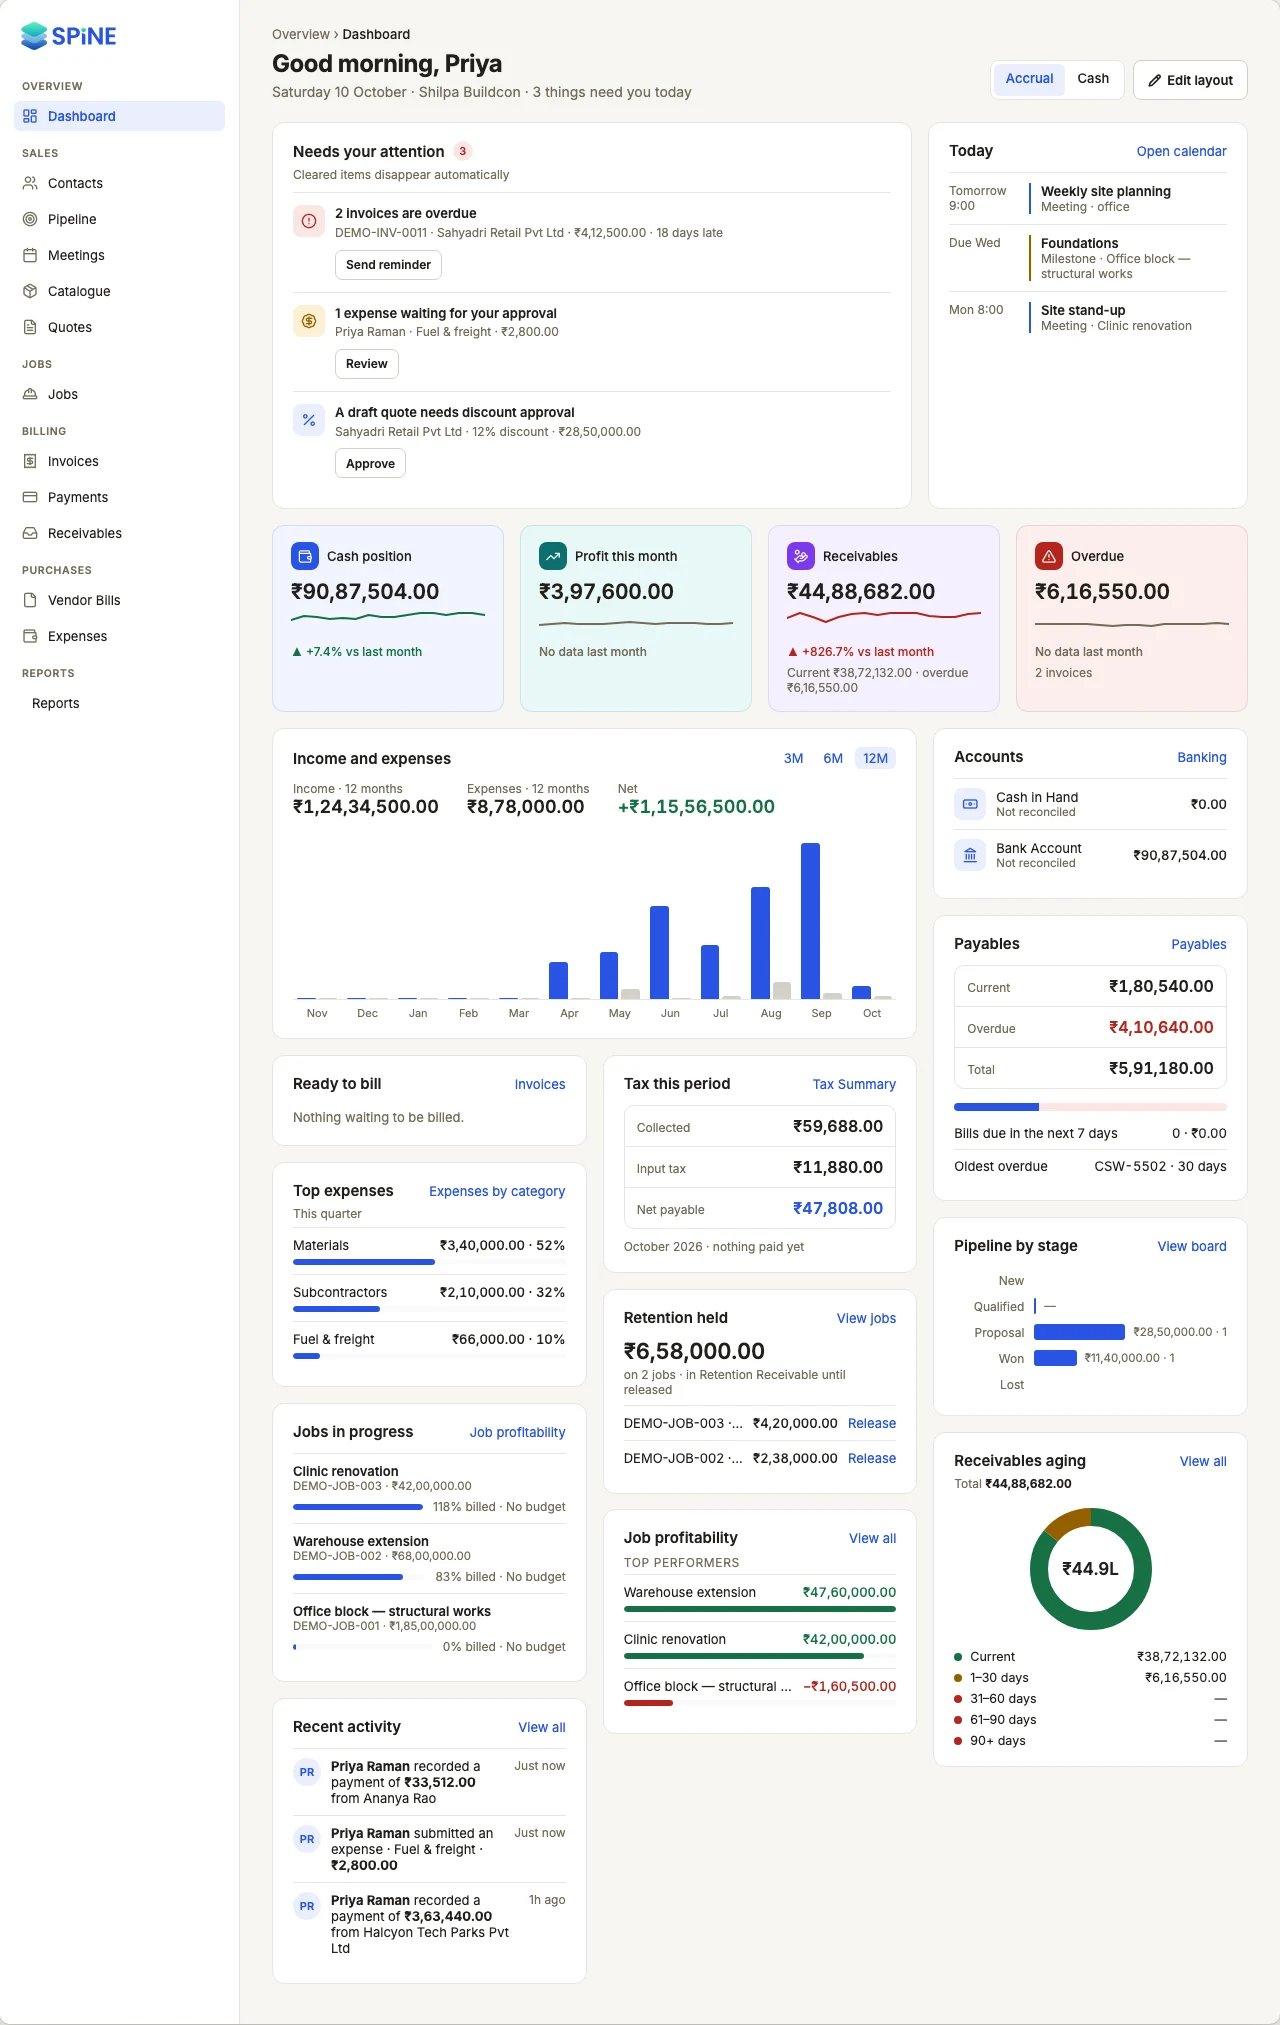 SPiNE
OVERVIEW
Dashboard
SALES
Contacts
Pipeline
Meetings
Catalogue
Quotes
JOBS
Jobs
BILLING
Invoices
Payments
Receivables
PURCHASES
Vendor Bills
Expenses
REPORTS
Reports
Overview › Dashboard
Good morning, Priya
Saturday 10 October · Shilpa Buildcon · 3 things need you today
Accrual Cash
Edit layout
Needs your attention 3
Cleared items disappear automatically
2 invoices are overdue
DEMO-INV-0011 · Sahyadri Retail Pvt Ltd · ₹4,12,500.00 · 18 days late
Send reminder
1 expense waiting for your approval
Priya Raman · Fuel & freight · ₹2,800.00
Review
A draft quote needs discount approval
Sahyadri Retail Pvt Ltd · 12% discount · ₹28,50,000.00
Approve
Today Open calendar
Tomorrow 9:00
Weekly site planning
Meeting · office
Due Wed
Foundations
Milestone · Office block —
structural works
Mon 8:00
Site stand-up
Meeting · Clinic renovation
Cash position
₹90,87,504.00
▲ +7.4% vs last month
Profit this month
₹3,97,600.00
No data last month
Receivables
₹44,88,682.00
▲ +826.7% vs last month
Current ₹38,72,132.00 · overdue
₹6,16,550.00
Overdue
₹6,16,550.00
No data last month
2 invoices
Income and expenses 3M 6M 12M
Income · 12 months
₹1,24,34,500.00
Expenses · 12 months
₹8,78,000.00
Net
+₹1,15,56,500.00
Nov Dec Jan Feb Mar Apr May Jun Jul Aug Sep Oct
Accounts Banking
Cash in Hand ₹0.00
Not reconciled
Bank Account ₹90,87,504.00
Not reconciled
Payables Payables
Current ₹1,80,540.00
Overdue ₹4,10,640.00
Total ₹5,91,180.00
Bills due in the next 7 days 0 · ₹0.00
Oldest overdue CSW-5502 · 30 days
Ready to bill Invoices
Nothing waiting to be billed.
Top expenses Expenses by category
This quarter
Materials ₹3,40,000.00 · 52%
Subcontractors ₹2,10,000.00 · 32%
Fuel & freight ₹66,000.00 · 10%
Jobs in progress Job profitability
Clinic renovation
DEMO-JOB-003 · ₹42,00,000.00
118% billed · No budget
Warehouse extension
DEMO-JOB-002 · ₹68,00,000.00
83% billed · No budget
Office block — structural works
DEMO-JOB-001 · ₹1,85,00,000.00
0% billed · No budget
Recent activity View all
PR Priya Raman recorded a Just now
payment of ₹33,512.00
from Ananya Rao
PR Priya Raman submitted an Just now
expense · Fuel & freight ·
₹2,800.00
PR Priya Raman recorded a 1h ago
payment of ₹3,63,440.00
from Halcyon Tech Parks Pvt
Ltd
Tax this period Tax Summary
Collected ₹59,688.00
Input tax ₹11,880.00
Net payable ₹47,808.00
October 2026 · nothing paid yet
Retention held View jobs
₹6,58,000.00
on 2 jobs · in Retention Receivable until
released
DEMO-JOB-003 ·... ₹4,20,000.00 Release
DEMO-JOB-002 ·... ₹2,38,000.00 Release
Job profitability View all
TOP PERFORMERS
Warehouse extension ₹47,60,000.00
Clinic renovation ₹42,00,000.00
Office block — structural ... −₹1,60,500.00
Pipeline by stage View board
New
Qualified —
Proposal ₹28,50,000.00 · 1
Won ₹11,40,000.00 · 1
Lost
Receivables aging View all
Total ₹44,88,682.00
₹44.9L
Current ₹38,72,132.00
1–30 days ₹6,16,550.00
31–60 days —
61–90 days —
90+ days —